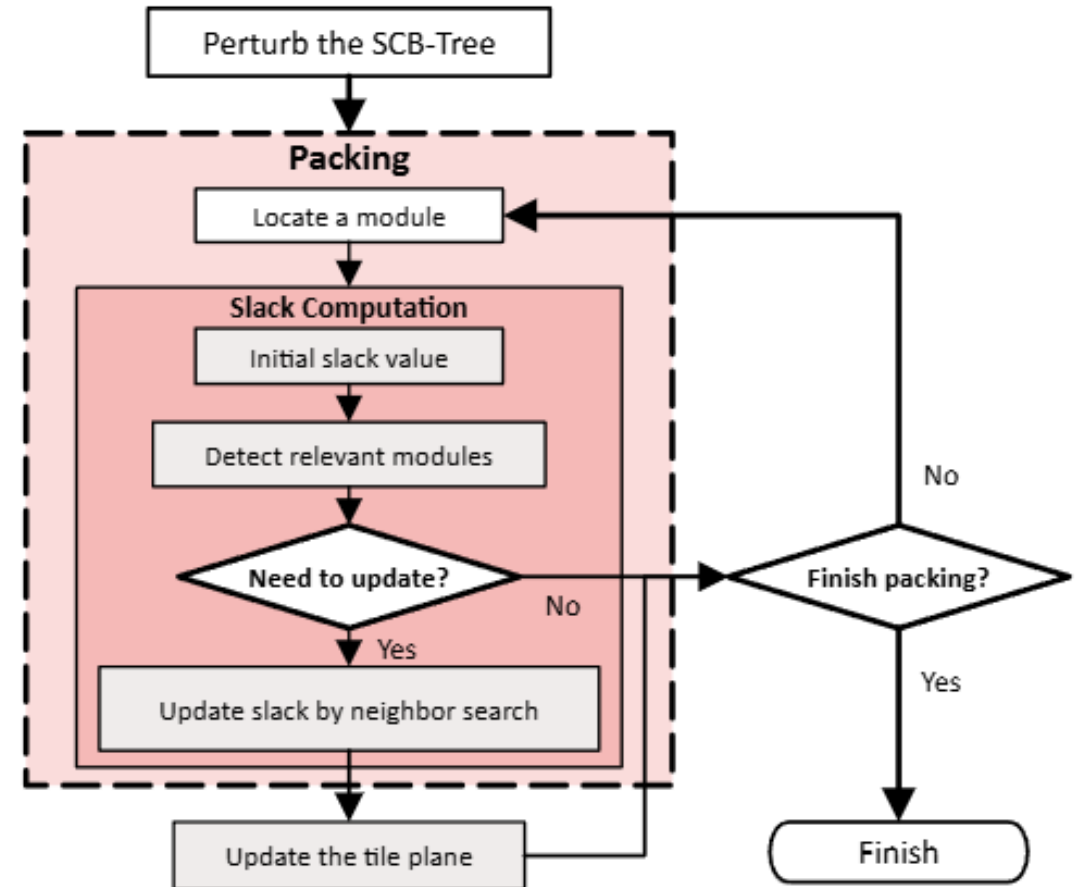 Perturb the SCB-Tree
Packing
Locate a module
Slack Computation
Initial slack value
Detect relevant modules
No
Need to update?
Finish packing?
No
Yes
Yes
Update slack by neighbor search
Update the tile plane
Finish